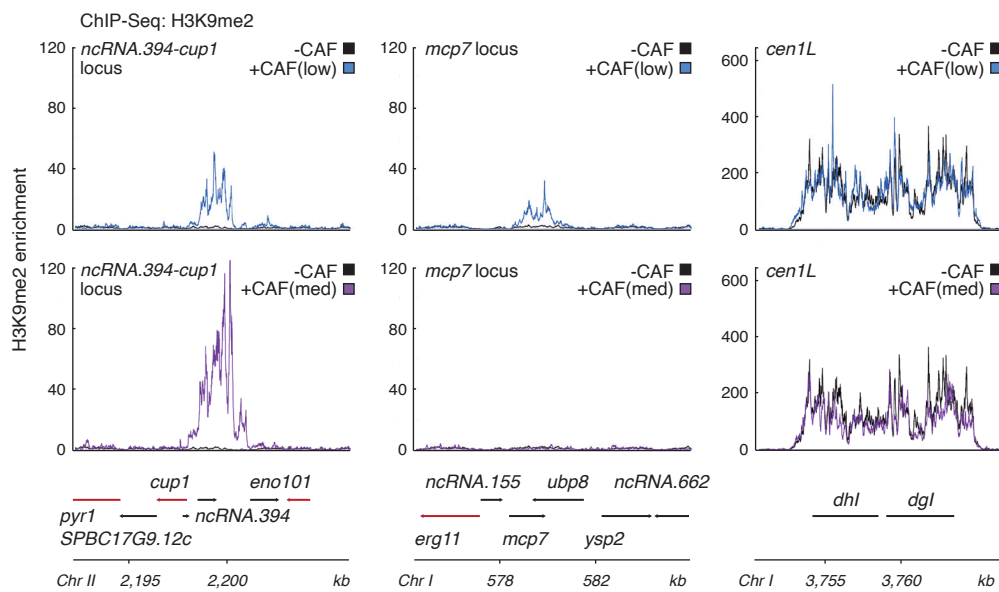 ChIP-Seq: H3K9me2
H3K9me2 enrichment
120
80
40
0
ncRNA.394-cup1
locus
-CAF
+CAF(low)
120
80
40
0
mcp7 locus
-CAF
+CAF(low)
600
400
200
0
cen1L
-CAF
+CAF(low)
120
80
40
0
ncRNA.394-cup1
locus
-CAF
+CAF(med)
120
80
40
0
mcp7 locus
-CAF
+CAF(med)
600
400
200
0
cen1L
-CAF
+CAF(med)
cup1 eno101
pyr1 ncRNA.394
SPBC17G9.12c
Chr II 2,195 2,200 kb
ncRNA.155 ubp8 ncRNA.662
erg11 mcp7 ysp2
Chr I 578 582 kb
dhI dgI
Chr I 3,755 3,760 kb